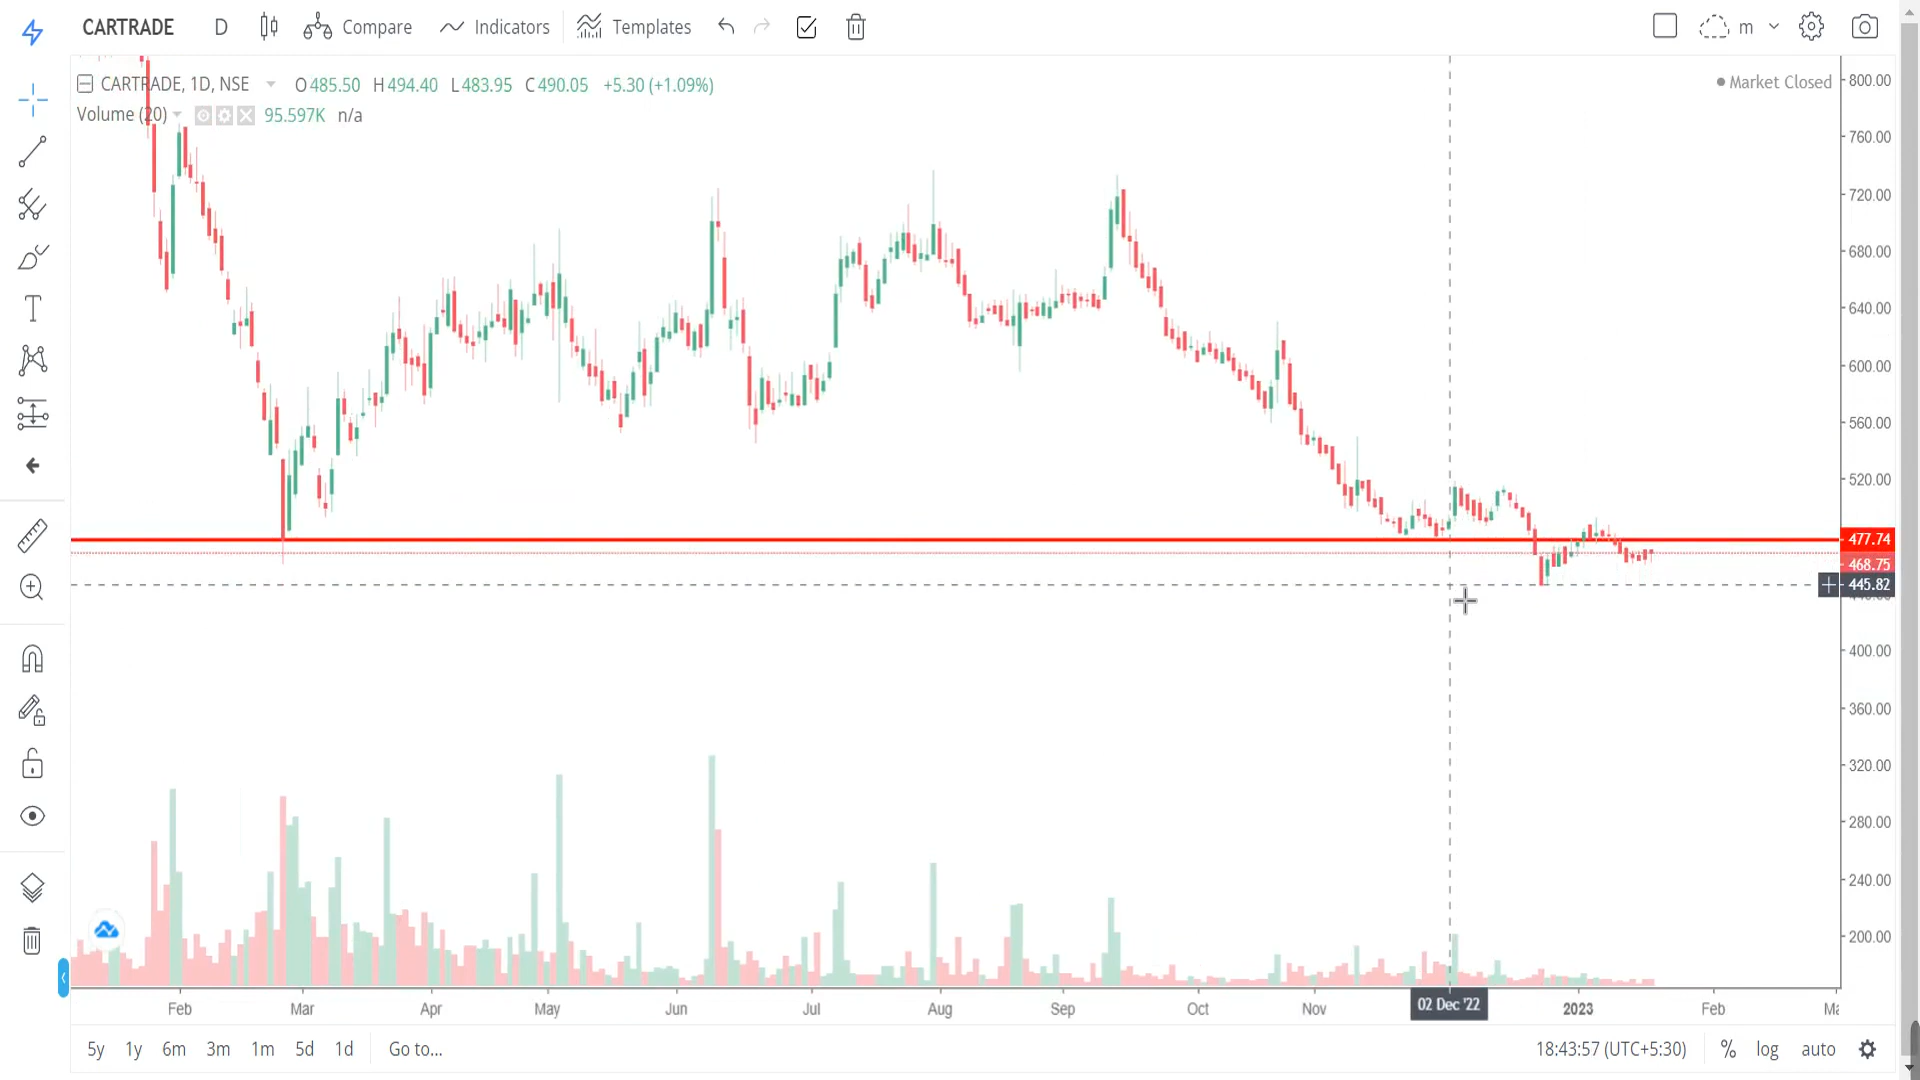 CARTRADE D Compare Indicators Templates m
CARTRADE, 1D, NSE O485.50 H494.40 L483.95 C490.05 +5.30 (+1.09%)
Market Closed
Volume (20) 95.597K n/a
800.00
760.00
720.00
680.00
640.00
600.00
560.00
520.00
477.74
468.75
445.82
400.00
360.00
320.00
280.00
240.00
200.00
Feb Mar Apr May Jun Jul Aug Sep Oct Nov 02 Dec '22 2023 Feb
5y 1y 6m 3m 1m 5d 1d Go to... 18:43:57 (UTC+5:30) % log auto